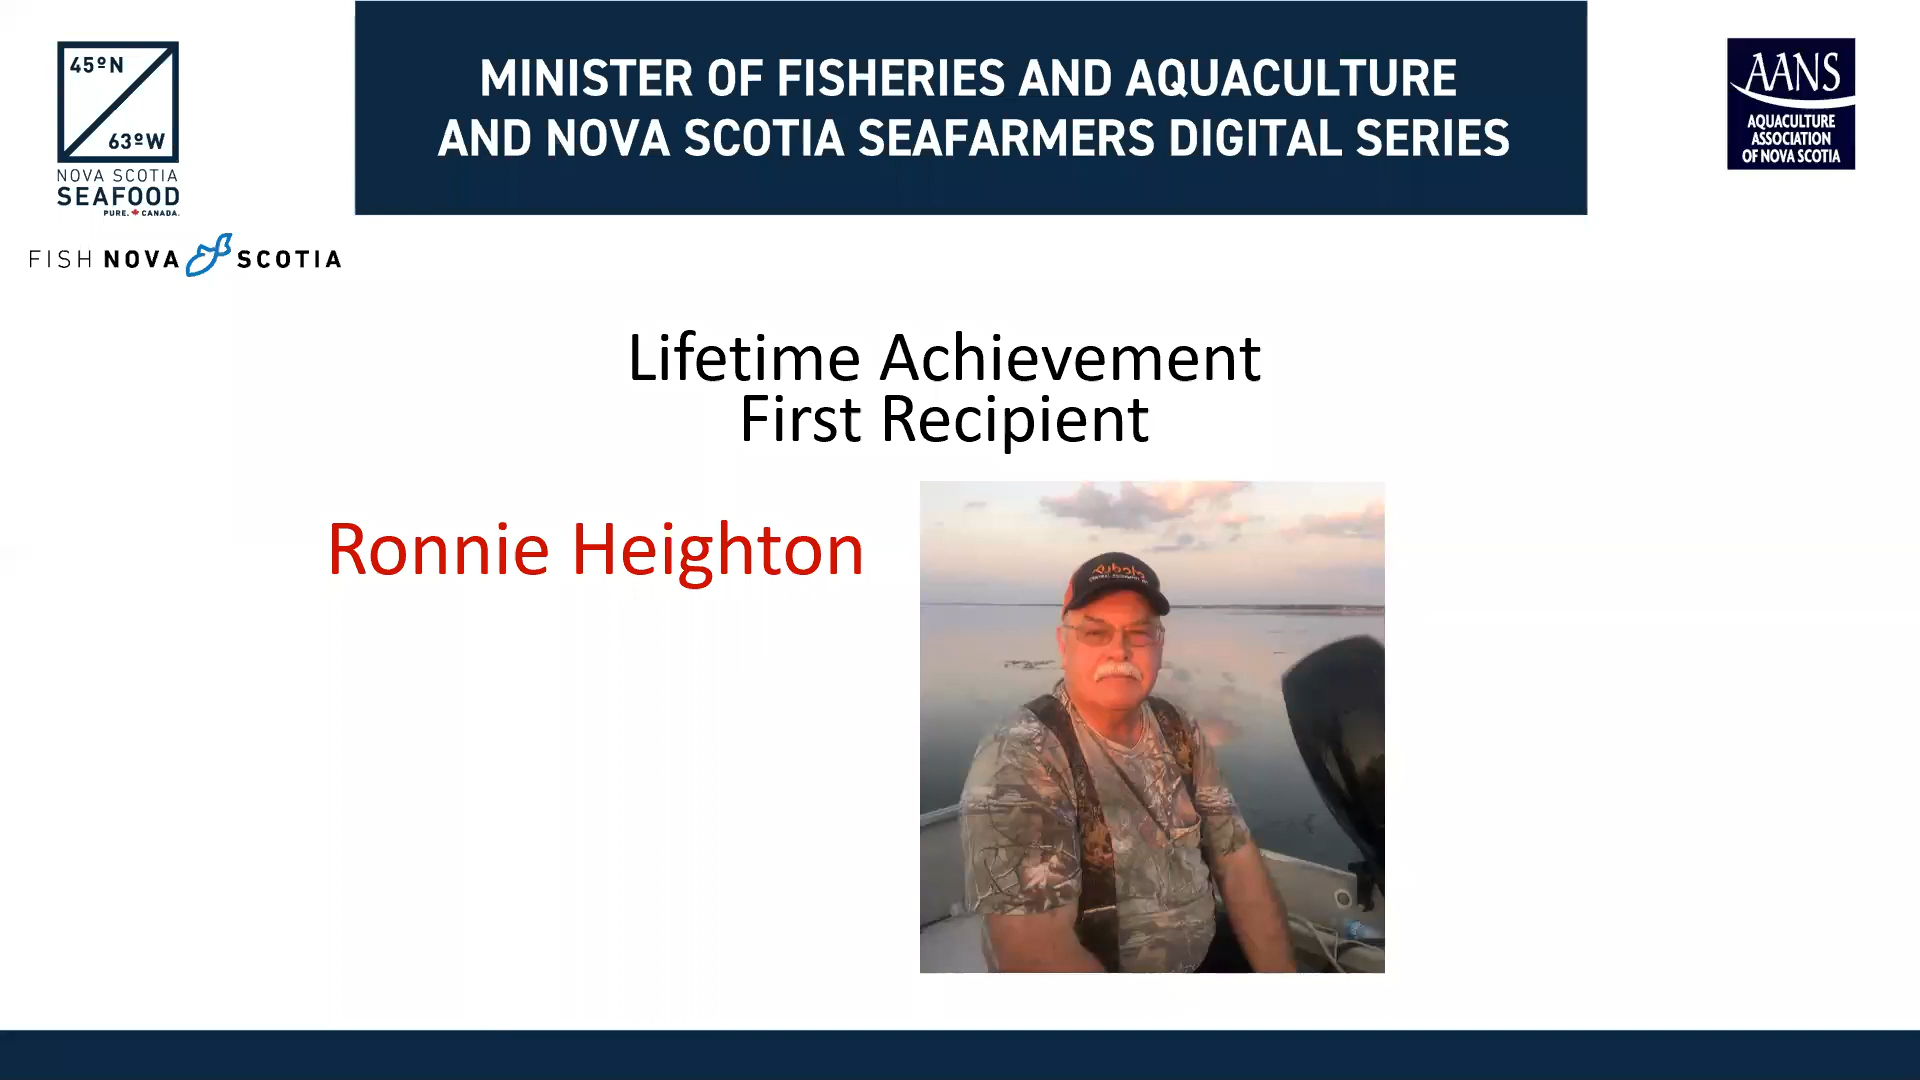 45ºN
63ºW
NOVA SCOTIA
SEAFOOD
PURE. CANADA.
FISH NOVA SCOTIA
MINISTER OF FISHERIES AND AQUACULTURE
AND NOVA SCOTIA SEAFARMERS DIGITAL SERIES
AANS
AQUACULTURE
ASSOCIATION
OF NOVA SCOTIA
Lifetime Achievement
First Recipient
Ronnie Heighton
Kubota